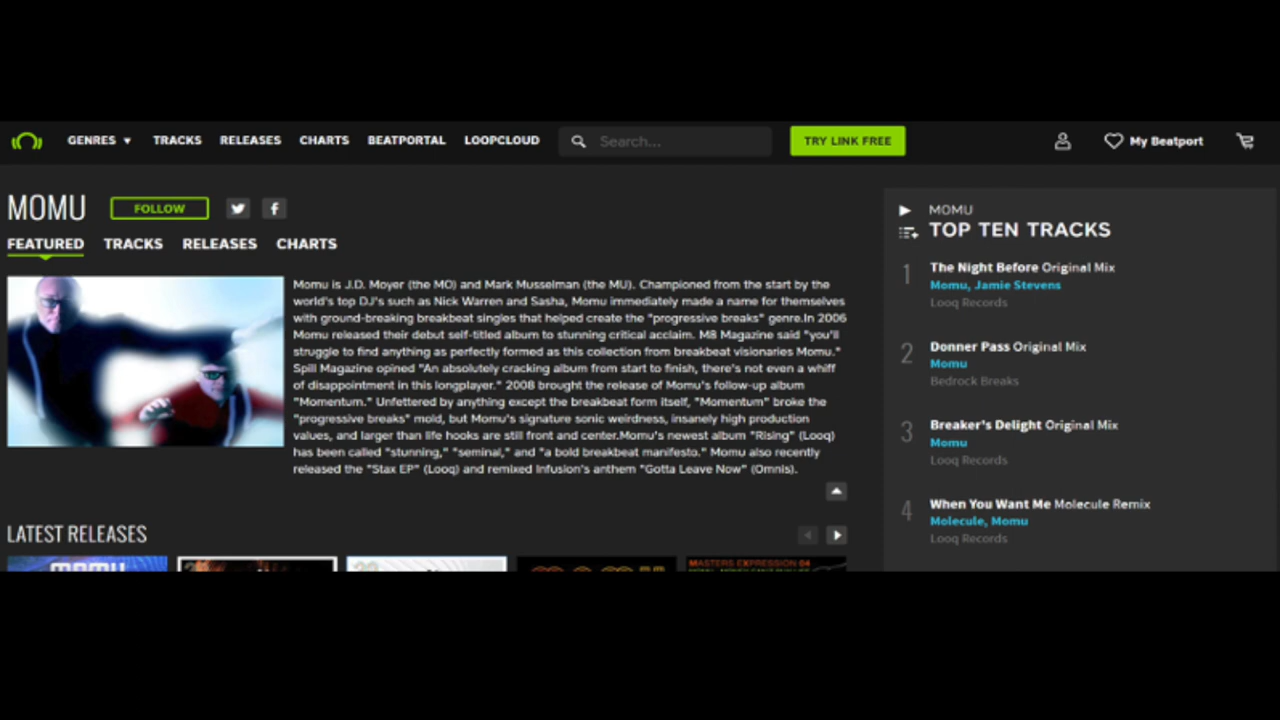 GENRES TRACKS RELEASES CHARTS BEATPORTAL LOOPCLOUD Search... TRY LINK FREE My Beatport
MOMU FOLLOW
FEATURED TRACKS RELEASES CHARTS
Momu is J.D. Moyer (the MO) and Mark Musselman (the MU). Championed from the start by the
world's top DJ's such as Nick Warren and Sasha, Momu immediately made a name for themselves
with ground-breaking breakbeat singles that helped create the "progressive breaks" genre.In 2006
Momu released their debut self-titled album to stunning critical acclaim. M8 Magazine said "you'll
struggle to find anything as perfectly formed as this collection from breakbeat visionaries Momu."
Spill Magazine opined "An absolutely cracking album from start to finish, there's not even a whiff
of disappointment in this longplayer." 2008 brought the release of Momu's follow-up album
"Momentum." Unfettered by anything except the breakbeat form itself, "Momentum" broke the
"progressive breaks" mold, but Momu's signature sonic weirdness, insanely high production
values, and larger than life hooks are still front and center.Momu's newest album "Rising" (Looq)
has been called "stunning," "seminal," and "a bold breakbeat manifesto." Momu also recently
released the "Stax EP" (Looq) and remixed Infusion's anthem "Gotta Leave Now" (Omnis).
LATEST RELEASES
MASTERS EXPRESSION 04
MOMU
TOP TEN TRACKS
1 The Night Before Original Mix
Momu, Jamie Stevens
Looq Records
2 Donner Pass Original Mix
Momu
Bedrock Breaks
3 Breaker's Delight Original Mix
Momu
Looq Records
4 When You Want Me Molecule Remix
Molecule, Momu
Looq Records